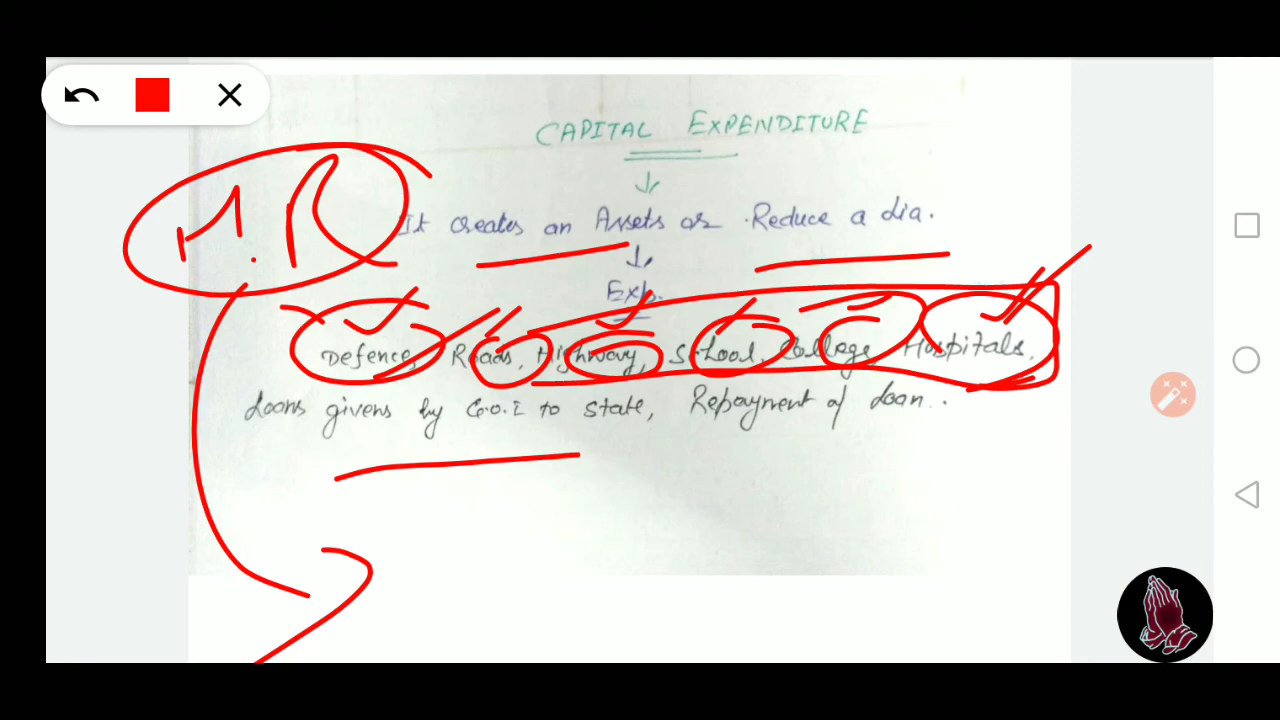 CAPITAL EXPENDITURE
It creates an Assets or Reduce a Lia.
Exp.
Defence, Roads, Highway, School, College, Hospitals,
Loans givens by G.O.I to state, Repayment of Loan..